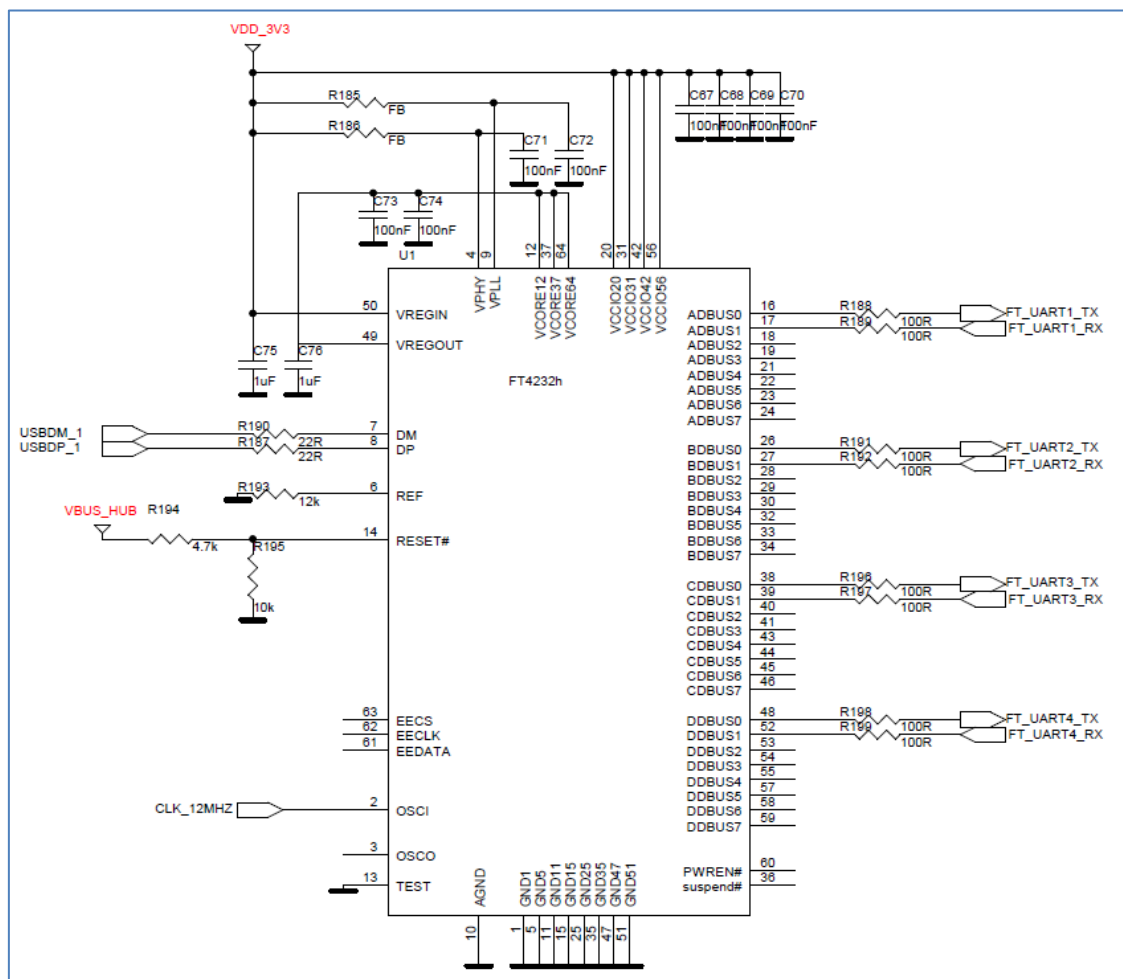 VDD_3V3
R185
FB
R186
FB
C67 C68 C69 C70
100nF 100nF 100nF 100nF
C71 C72
100nF 100nF
C73 C74
100nF 100nF
U1
4 9 12 37 64 20 31 42 56
VPHY VPLL VCORE12 VCORE37 VCORE64 VCCIO20 VCCIO31 VCCIO42 VCCIO56
50 VREGIN
49 VREGOUT
C75 C76
1uF 1uF
FT4232h
USBDM_1 R190 22R 7 DM
USBDP_1 R187 22R 8 DP
R193 12k 6 REF
VBUS_HUB
R194
4.7k
R195
10k
14 RESET#
63 EECS
62 EECLK
61 EEDATA
CLK_12MHZ 2 OSCI
3 OSCO
13 TEST
ADBUS0 16 R188 100R FT_UART1_TX
ADBUS1 17 R189 100R FT_UART1_RX
ADBUS2 18
ADBUS3 19
ADBUS4 21
ADBUS5 22
ADBUS6 23
ADBUS7 24
BDBUS0 26 R191 100R FT_UART2_TX
BDBUS1 27 R192 100R FT_UART2_RX
BDBUS2 28
BDBUS3 29
BDBUS4 30
BDBUS5 32
BDBUS6 33
BDBUS7 34
CDBUS0 38 R196 100R FT_UART3_TX
CDBUS1 39 R197 100R FT_UART3_RX
CDBUS2 40
CDBUS3 41
CDBUS4 43
CDBUS5 44
CDBUS6 45
CDBUS7 46
DDBUS0 48 R198 100R FT_UART4_TX
DDBUS1 52 R199 100R FT_UART4_RX
DDBUS2 53
DDBUS3 54
DDBUS4 55
DDBUS5 57
DDBUS6 58
DDBUS7 59
PWREN# 60
suspend# 36
AGND GND1 GND5 GND11 GND15 GND25 GND35 GND47 GND51
10 1 5 11 15 25 35 47 51